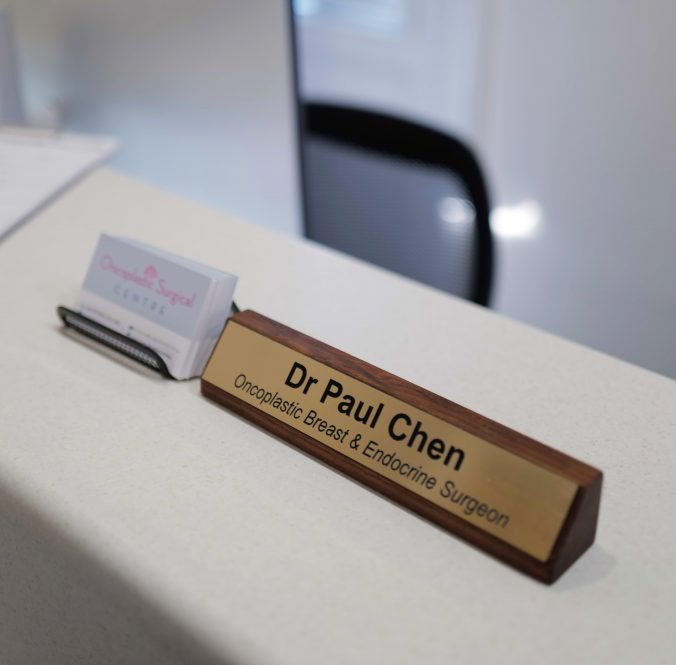 Oncoplastic Surgical
CENTRE
Dr Paul Chen
Oncoplastic Breast & Endocrine Surgeon